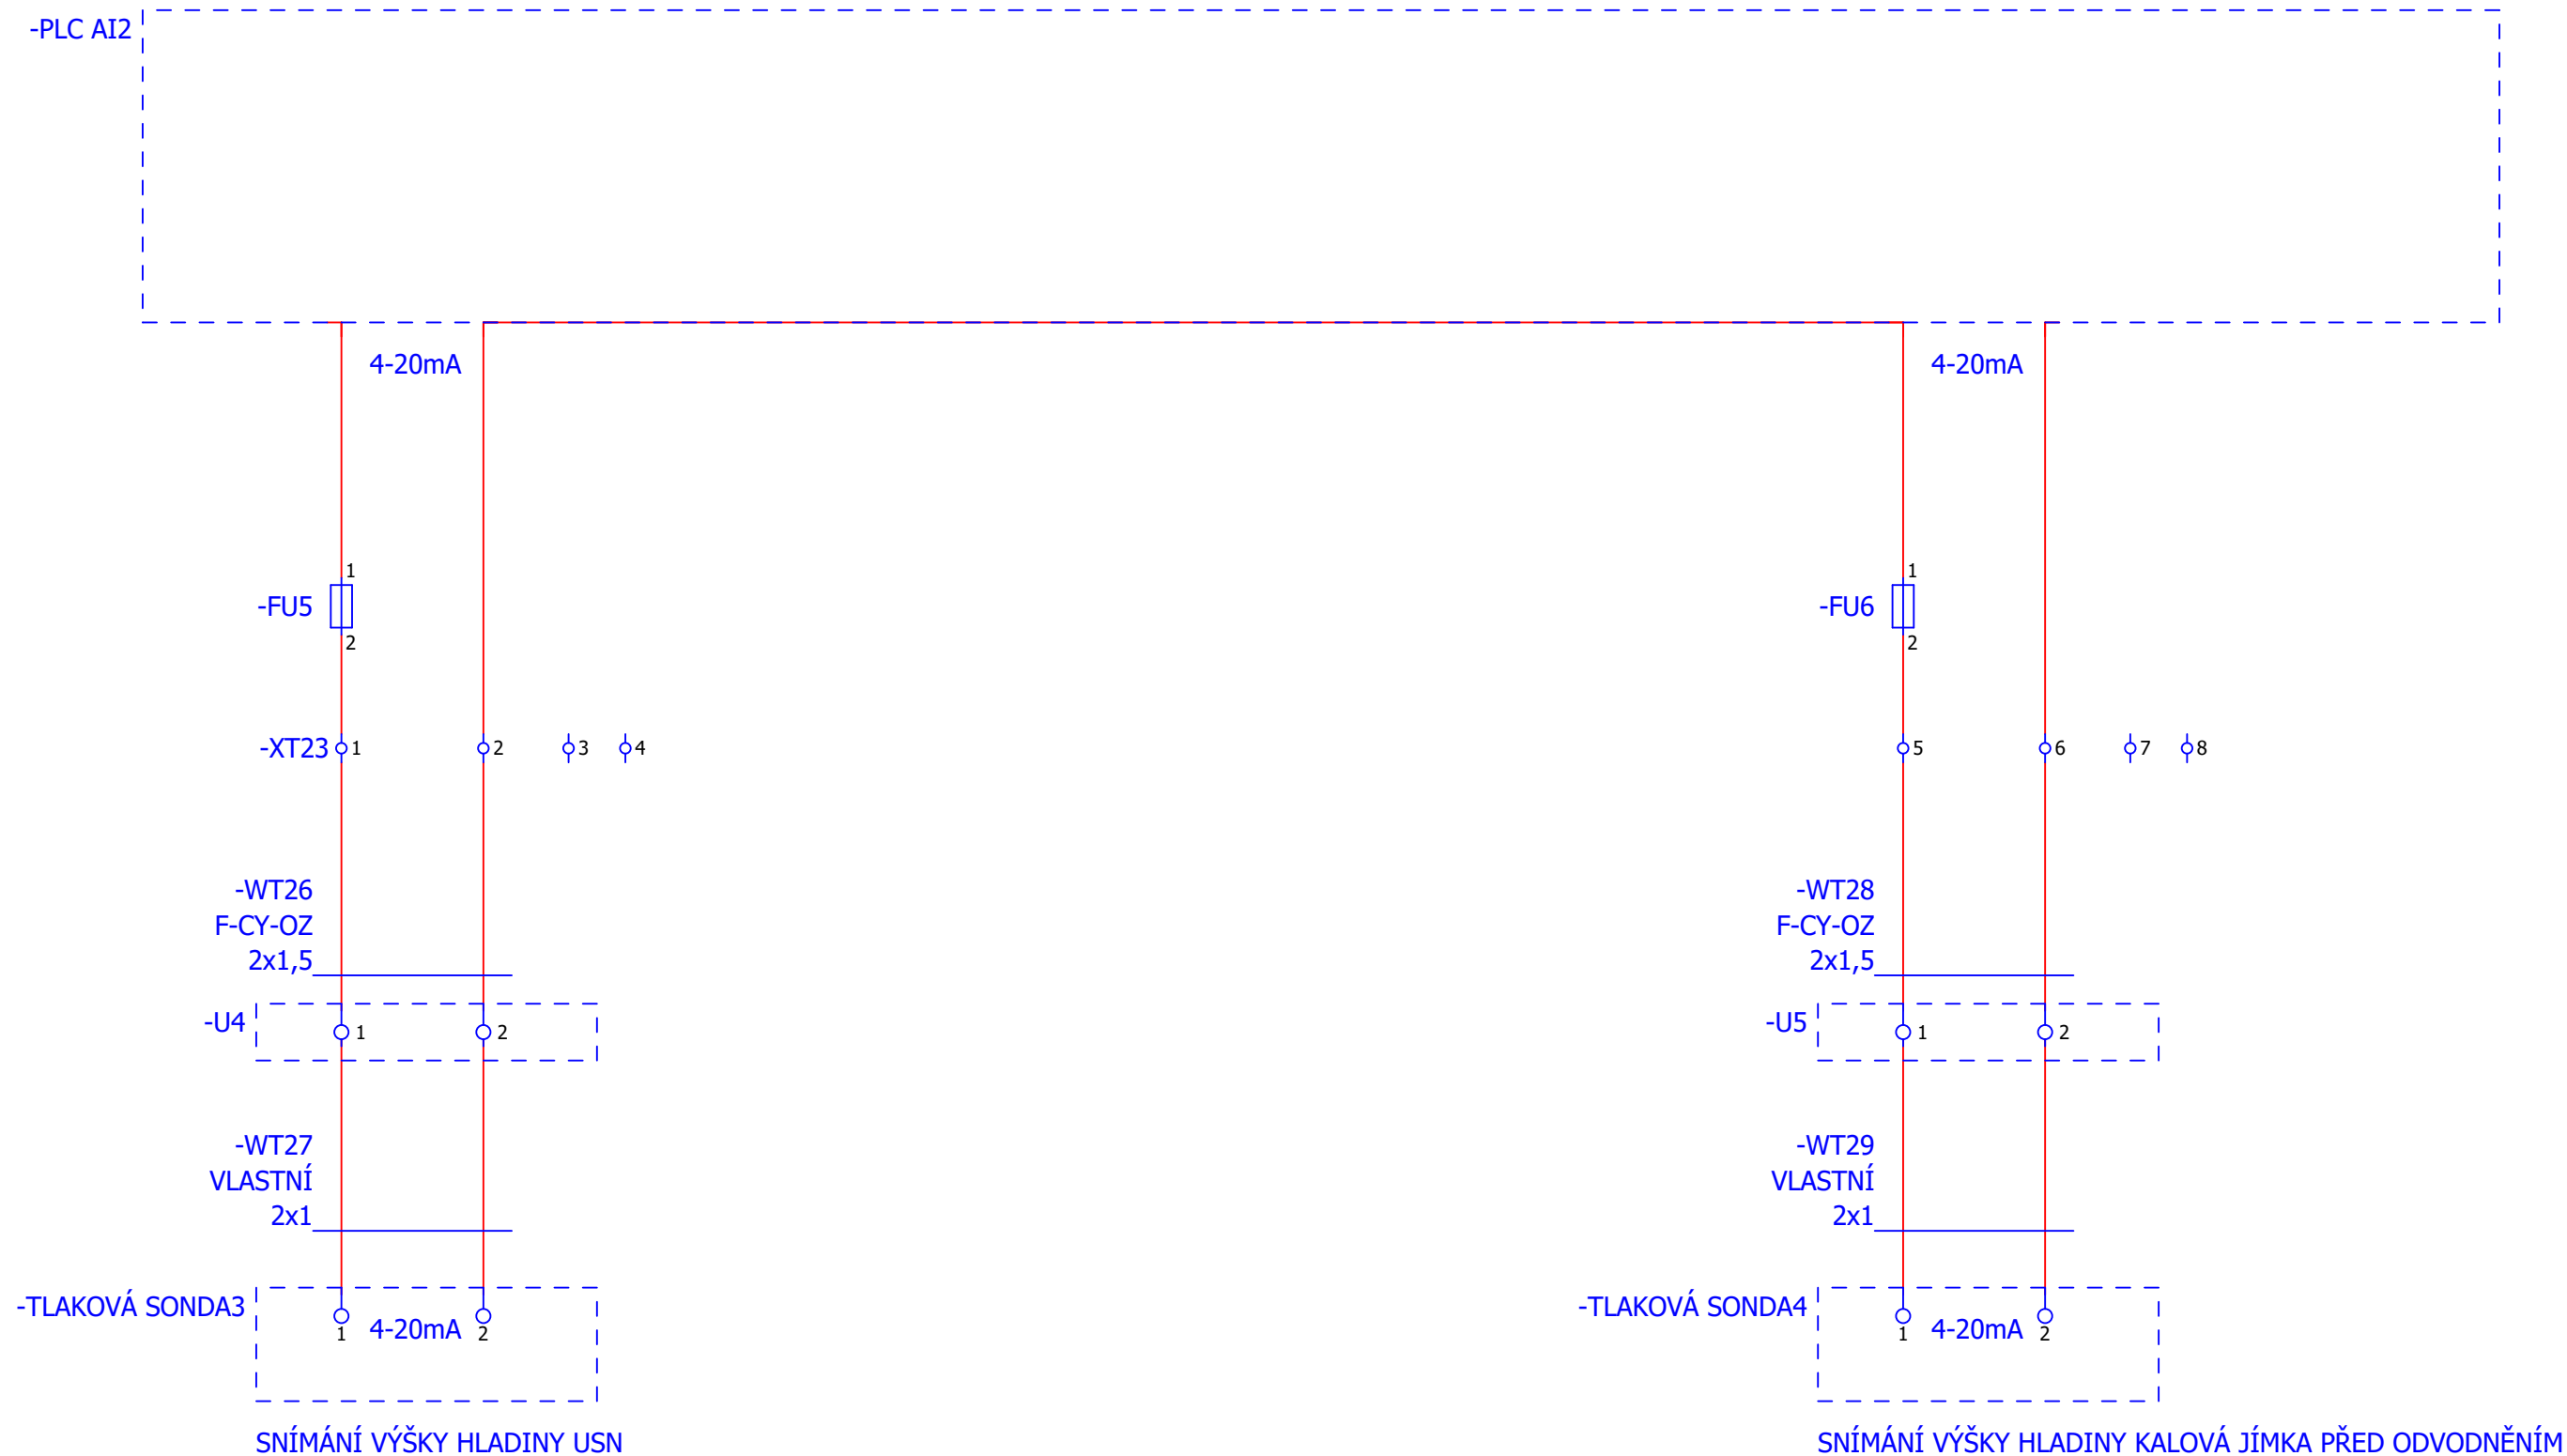 -PLC AI2
4-20mA 4-20mA
1 1
-FU5 -FU6
2 2
-XT23 1 2 3 4 5 6 7 8
-WT26 -WT28
F-CY-OZ F-CY-OZ
2x1,5 2x1,5
-U4 1 2 -U5 1 2
-WT27 -WT29
VLASTNÍ VLASTNÍ
2x1 2x1
-TLAKOVÁ SONDA3 -TLAKOVÁ SONDA4
1 4-20mA 2 1 4-20mA 2
SNÍMÁNÍ VÝŠKY HLADINY USN SNÍMÁNÍ VÝŠKY HLADINY KALOVÁ JÍMKA PŘED ODVODNĚNÍM